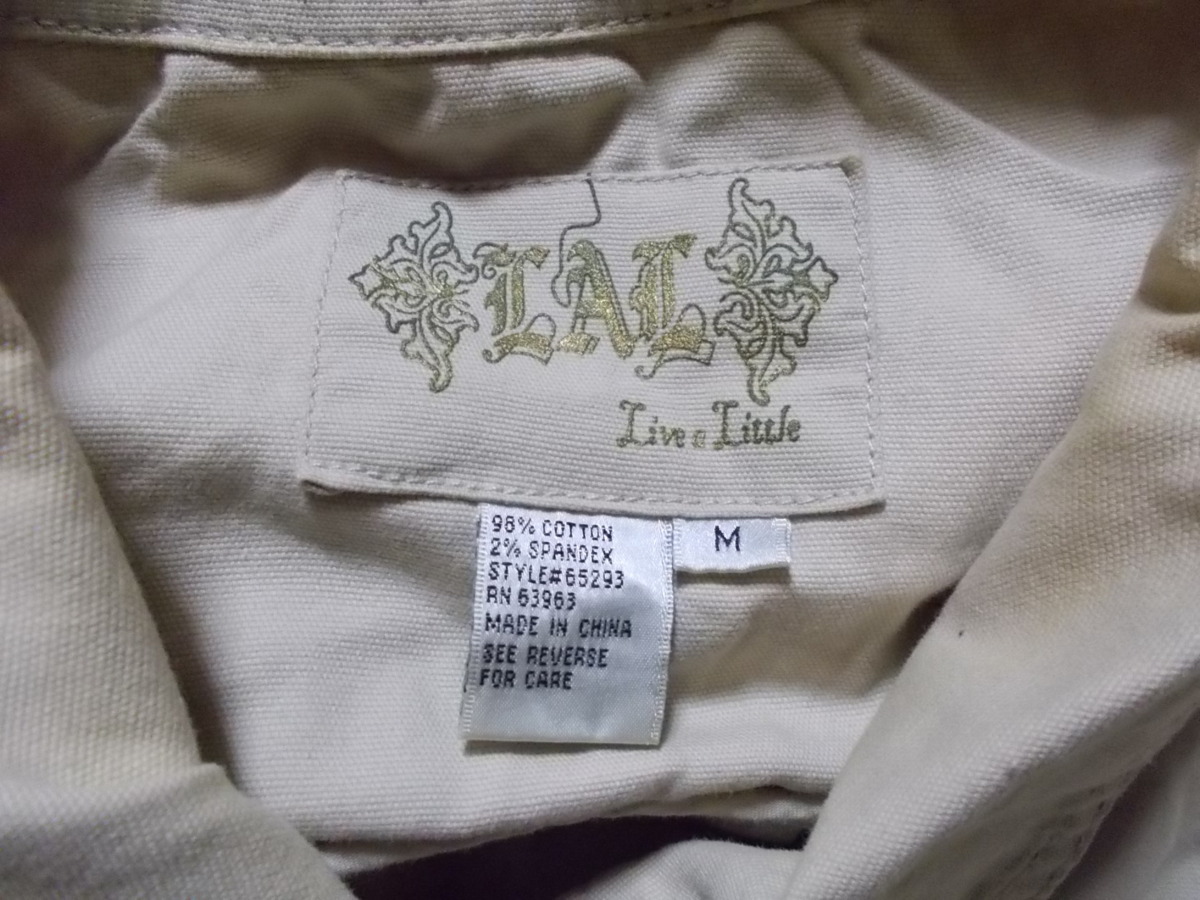 LAL
Live a Little
98% COTTON
2% SPANDEX
STYLE#65293
RN 63963
MADE IN CHINA
SEE REVERSE
FOR CARE
M